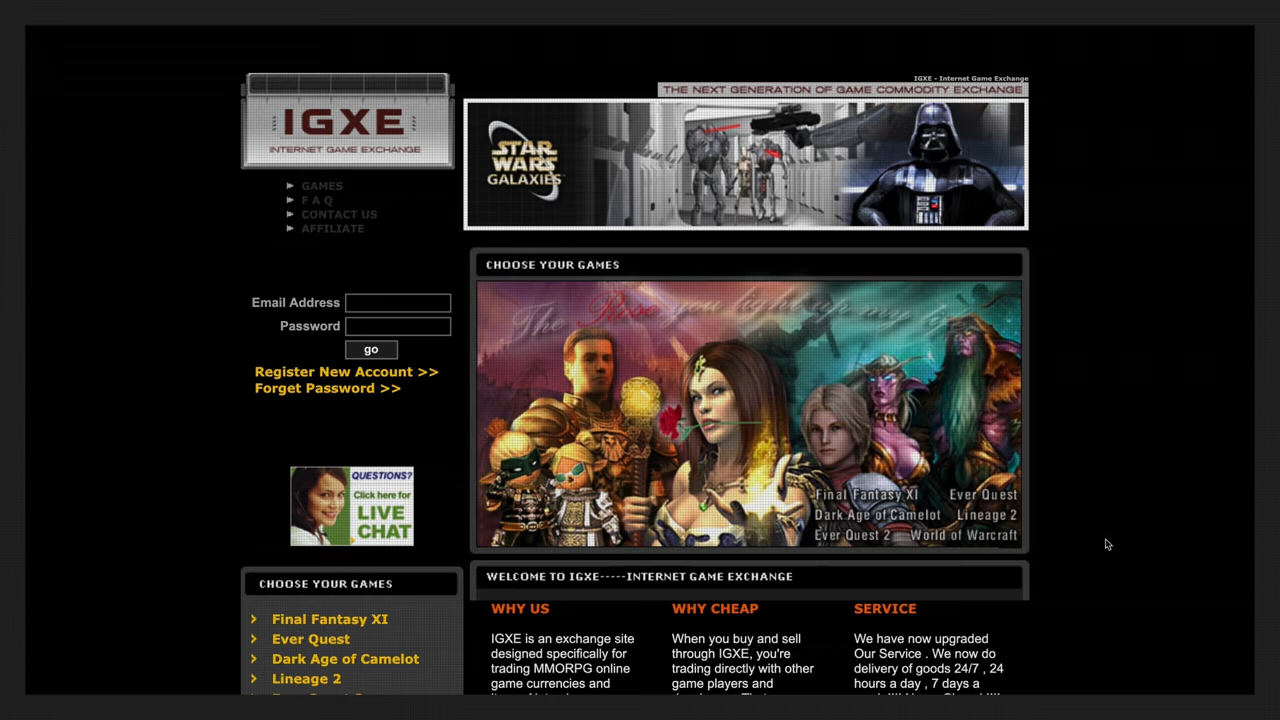 IGXE - Internet Game Exchange
THE NEXT GENERATION OF GAME COMMODITY EXCHANGE
IGXE
INTERNET GAME EXCHANGE
STAR
WARS
GALAXIES
GAMES
F A Q
CONTACT US
AFFILIATE
Email Address
Password
go
Register New Account >>
Forget Password >>
QUESTIONS?
Click here for
LIVE
CHAT
CHOOSE YOUR GAMES
The Rose you light up my
Final Fantasy XI Ever Quest
Dark Age of Camelot Lineage 2
Ever Quest 2 World of Warcraft
CHOOSE YOUR GAMES
Final Fantasy XI
Ever Quest
Dark Age of Camelot
Lineage 2
WELCOME TO IGXE-----INTERNET GAME EXCHANGE
WHY US
IGXE is an exchange site
designed specifically for
trading MMORPG online
game currencies and
WHY CHEAP
When you buy and sell
through IGXE, you're
trading directly with other
game players and
SERVICE
We have now upgraded
Our Service . We now do
delivery of goods 24/7 , 24
hours a day , 7 days a